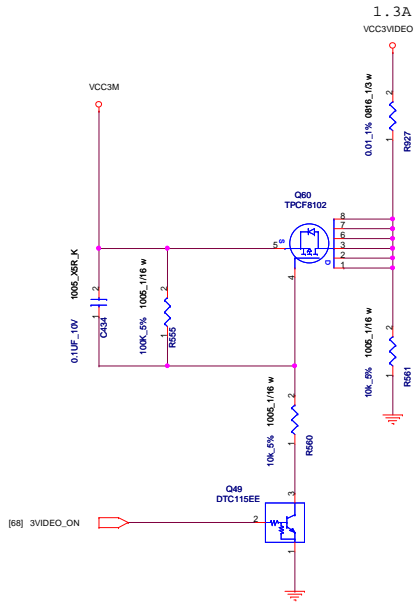 1.3A
VCC3VIDEO
VCC3M
2
0.01_1% 0816_1/3 w
R927
1
Q60
TPCF8102
8
7
6
5
S
3
2
D
1
4
1005_X5R_K
2
1
0.1UF_10V
C434
2
1005_1/16 w
1
100K_5%
R555
2
1005_1/16 w
1
10k_5%
R561
2
1005_1/16 w
1
10k_5%
R560
Q49
DTC115EE
3
[68] 3VIDEO_ON
2
1